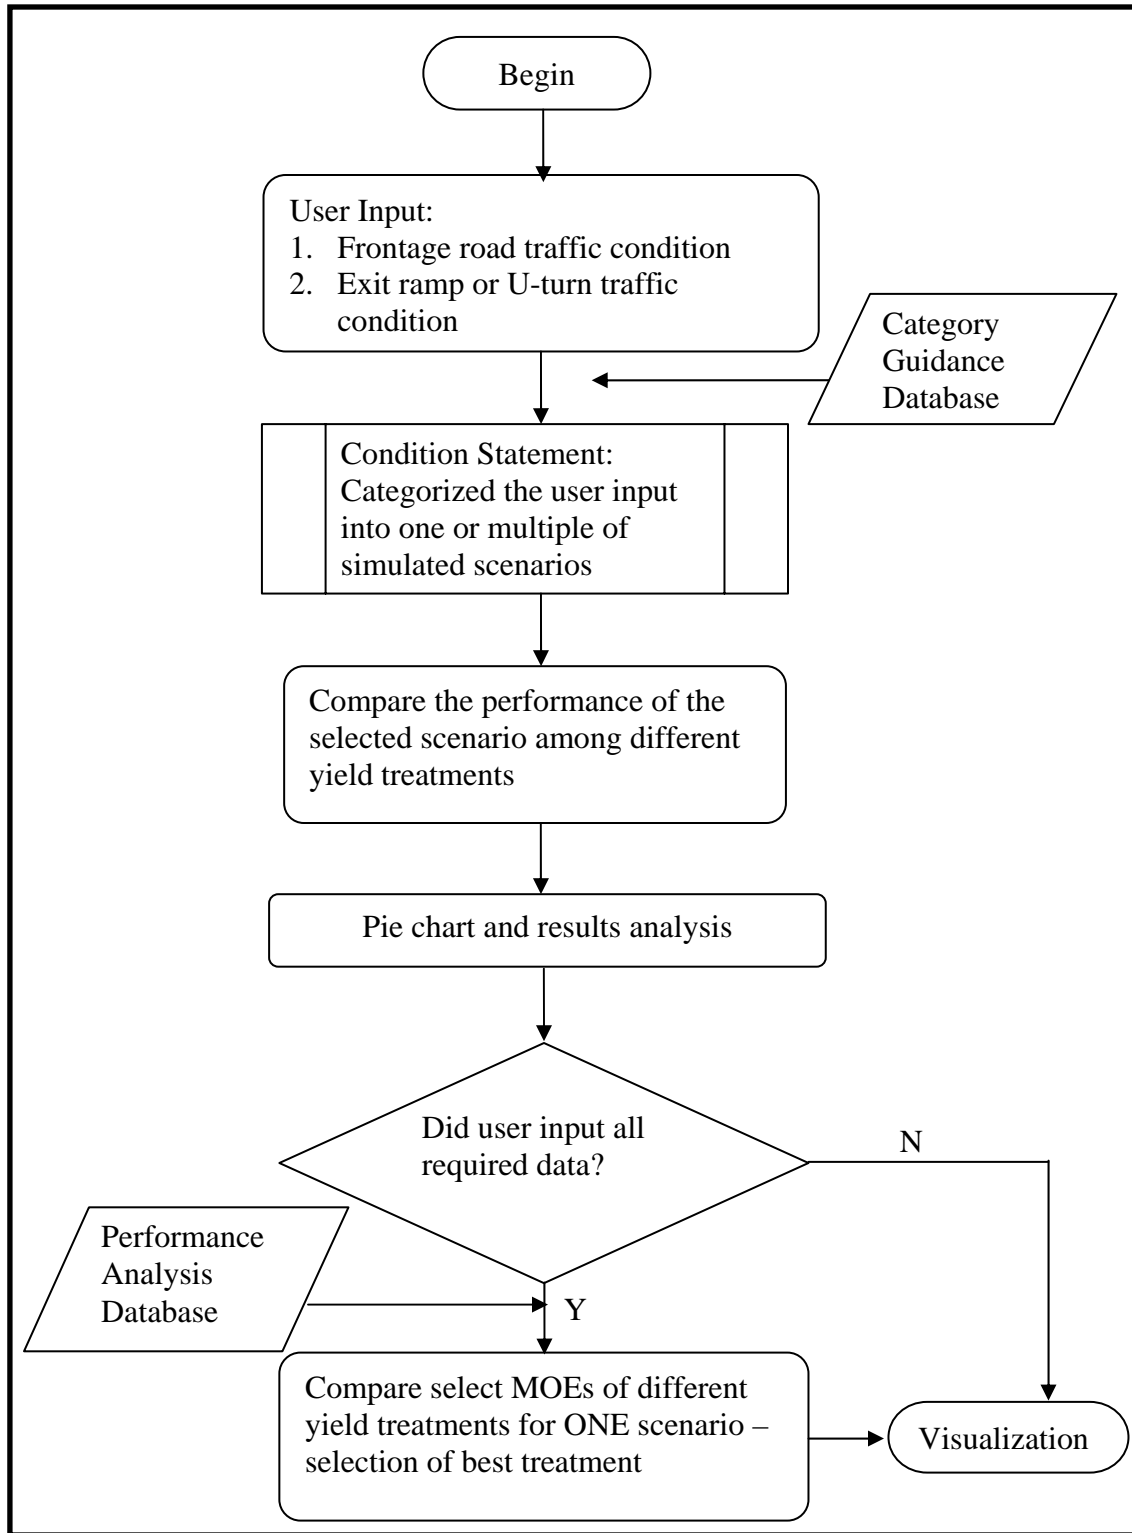 Begin
User Input:
1. Frontage road traffic condition
2. Exit ramp or U-turn traffic
condition
Category
Guidance
Database
Condition Statement:
Categorized the user input
into one or multiple of
simulated scenarios
Compare the performance of the
selected scenario among different
yield treatments
Pie chart and results analysis
Did user input all
required data?
N
Performance
Analysis
Database
Y
Compare select MOEs of different
yield treatments for ONE scenario –
selection of best treatment
Visualization